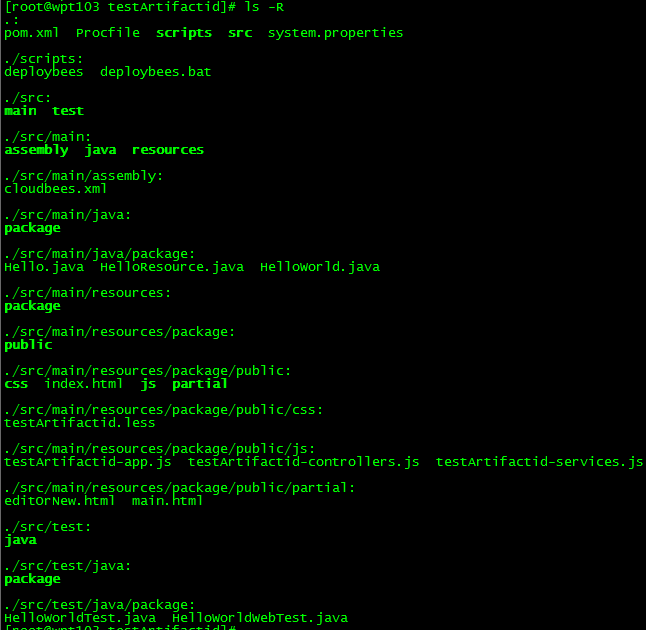 [root@wpt103 testArtifactid]# ls -R
.:
pom.xml  Procfile  scripts  src  system.properties
./scripts:
deploybees  deploybees.bat
./src:
main  test
./src/main:
assembly  java  resources
./src/main/assembly:
cloudbees.xml
./src/main/java:
package
./src/main/java/package:
Hello.java  HelloResource.java  HelloWorld.java
./src/main/resources:
package
./src/main/resources/package:
public
./src/main/resources/package/public:
css  index.html  js  partial
./src/main/resources/package/public/css:
testArtifactid.less
./src/main/resources/package/public/js:
testArtifactid-app.js  testArtifactid-controllers.js  testArtifactid-services.js
./src/main/resources/package/public/partial:
editOrNew.html  main.html
./src/test:
java
./src/test/java:
package
./src/test/java/package:
HelloWorldTest.java  HelloWorldWebTest.java
[root@wpt103 testArtifactid]#